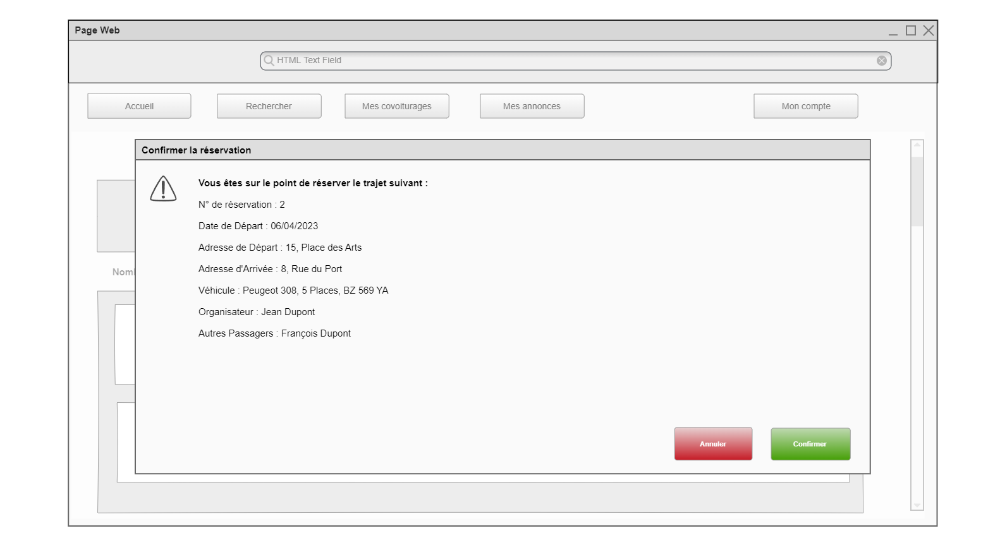 Page Web
HTML Text Field
Accueil
Rechercher
Mes covoiturages
Mes annonces
Mon compte
Confirmer la réservation
Vous êtes sur le point de réserver le trajet suivant :
N° de réservation : 2
Date de Départ : 06/04/2023
Adresse de Départ : 15, Place des Arts
Adresse d'Arrivée : 8, Rue du Port
Véhicule : Peugeot 308, 5 Places, BZ 569 YA
Organisateur : Jean Dupont
Autres Passagers : François Dupont
Annuler
Confirmer